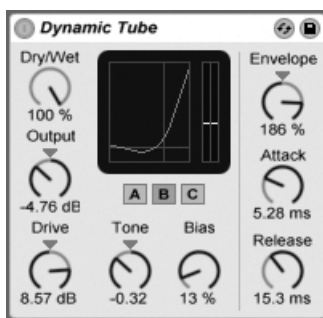 Dynamic Tube
Dry/Wet
100 %
Output
-4.76 dB
Drive
8.57 dB
A B C
Tone
-0.32
Bias
13 %
Envelope
186 %
Attack
5.28 ms
Release
15.3 ms